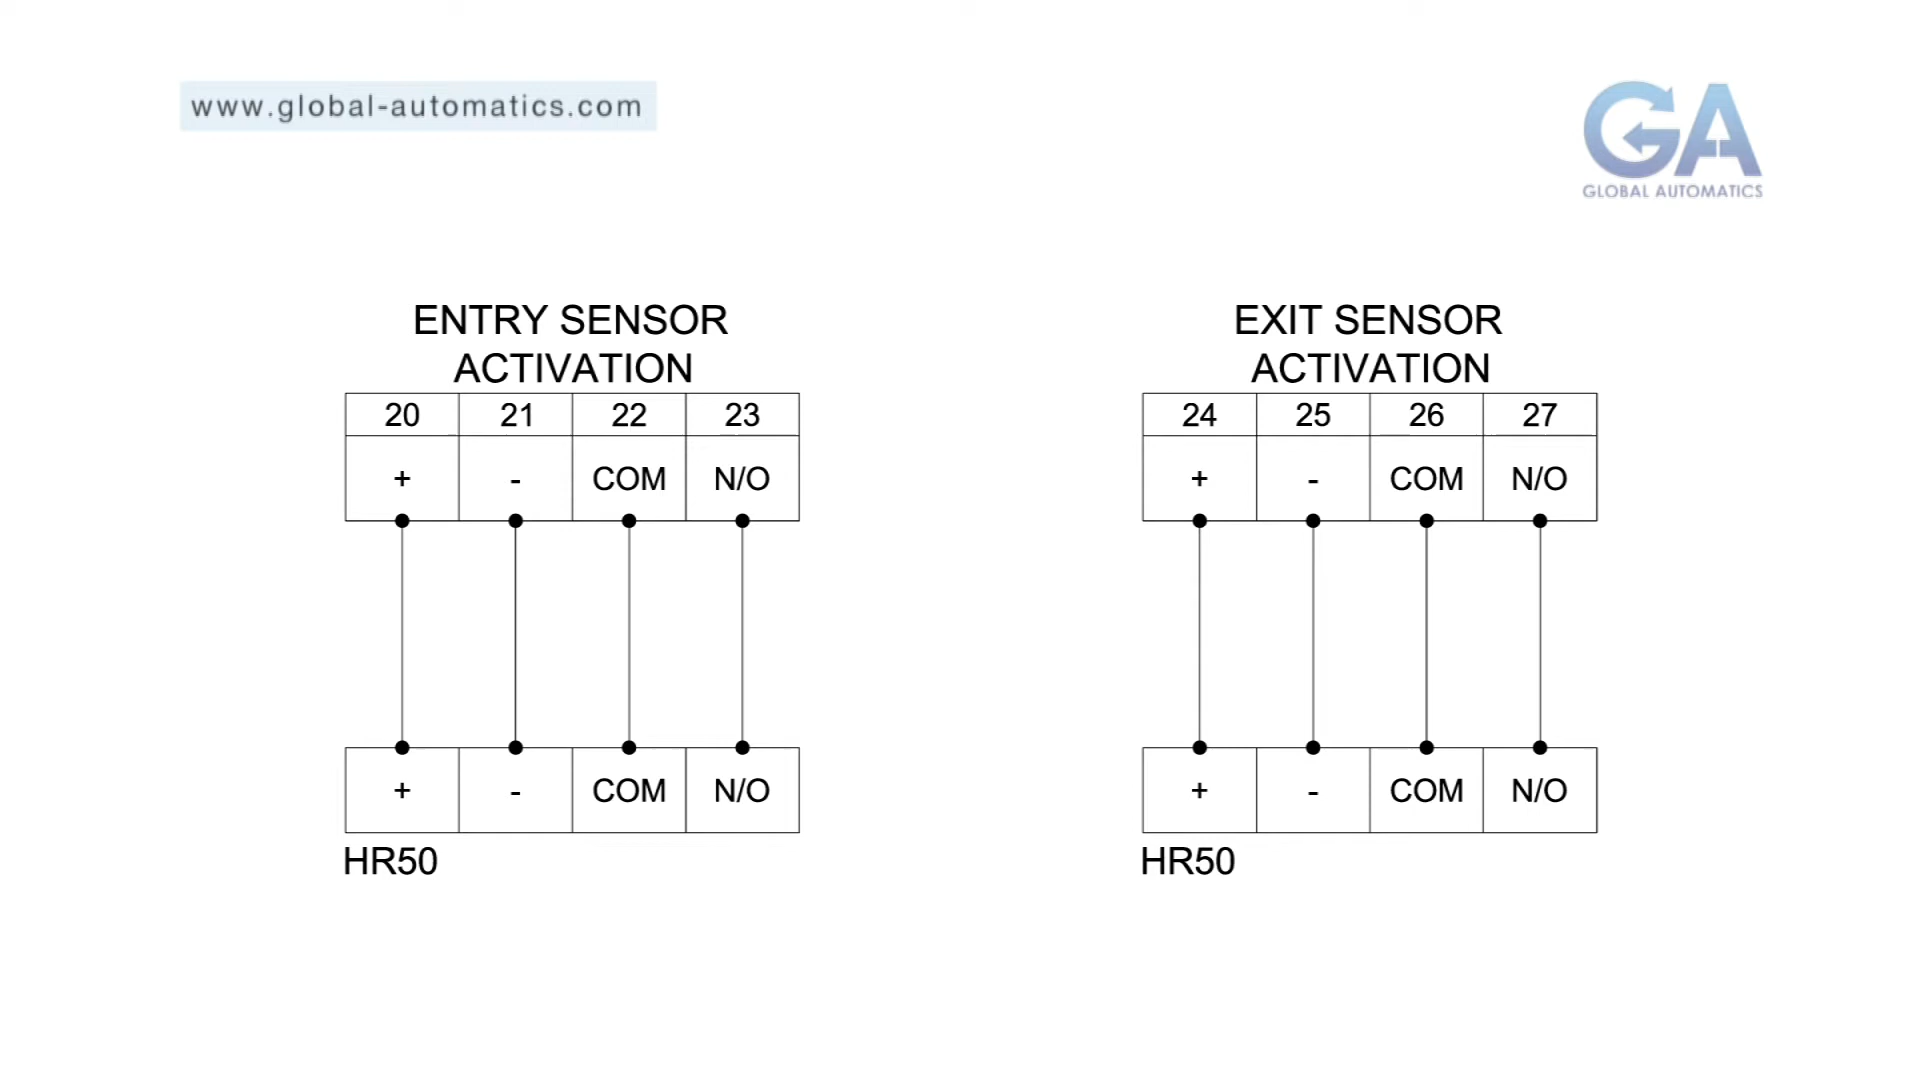 www.global-automatics.com
GA
GLOBAL AUTOMATICS
ENTRY SENSOR
ACTIVATION
20 21 22 23
+ - COM N/O
+ - COM N/O
HR50
EXIT SENSOR
ACTIVATION
24 25 26 27
+ - COM N/O
+ - COM N/O
HR50